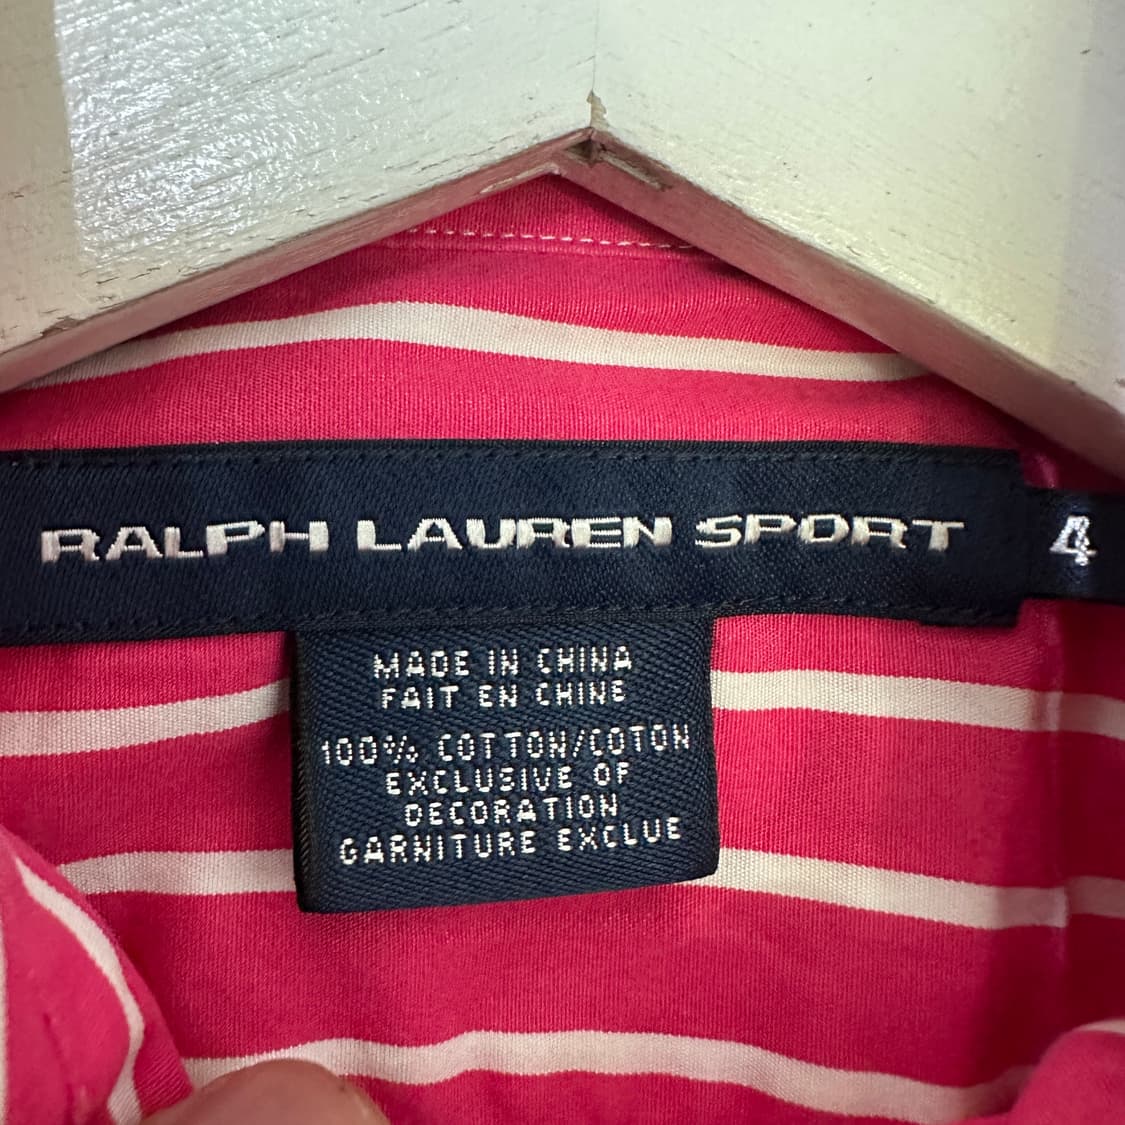 RALPH LAUREN SPORT 4
MADE IN CHINA
FAIT EN CHINE
100% COTTON/COTON
EXCLUSIVE OF
DECORATION
GARNITURE EXCLUE